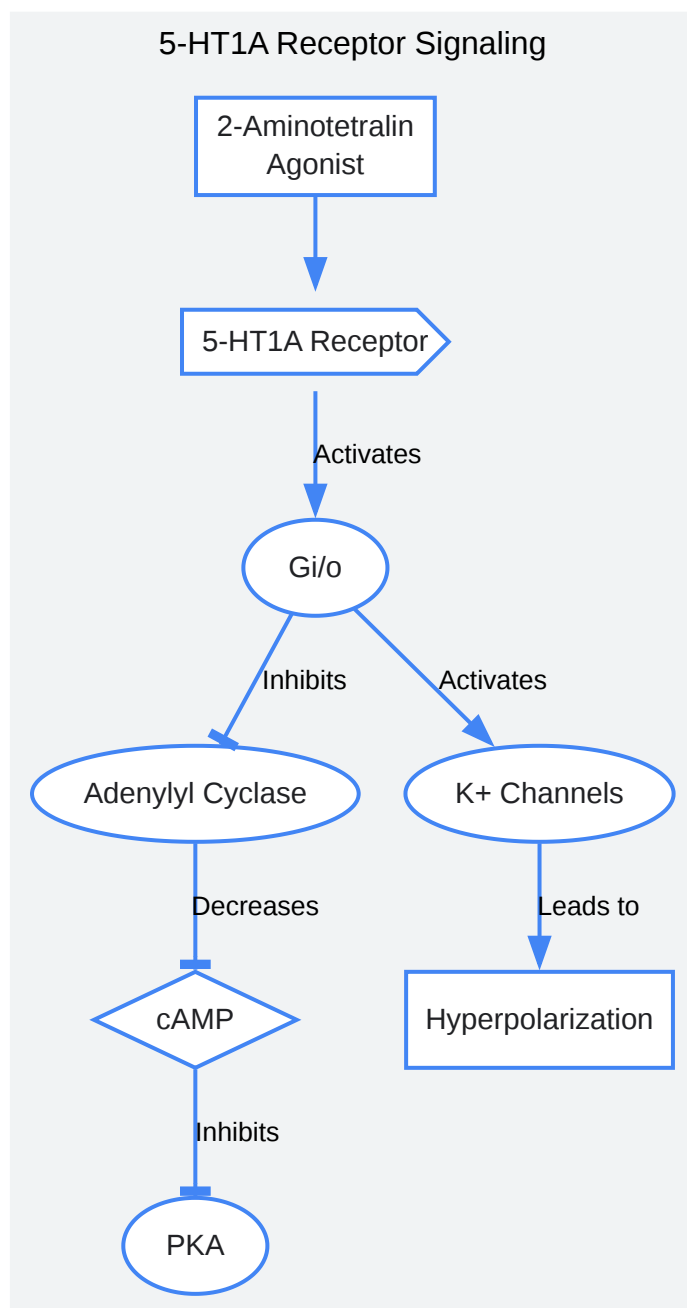 5-HT1A Receptor Signaling
2-Aminotetralin
Agonist
5-HT1A Receptor
Activates
Gi/o
Inhibits
Activates
Adenylyl Cyclase
K+ Channels
Decreases
Leads to
cAMP
Hyperpolarization
Inhibits
PKA